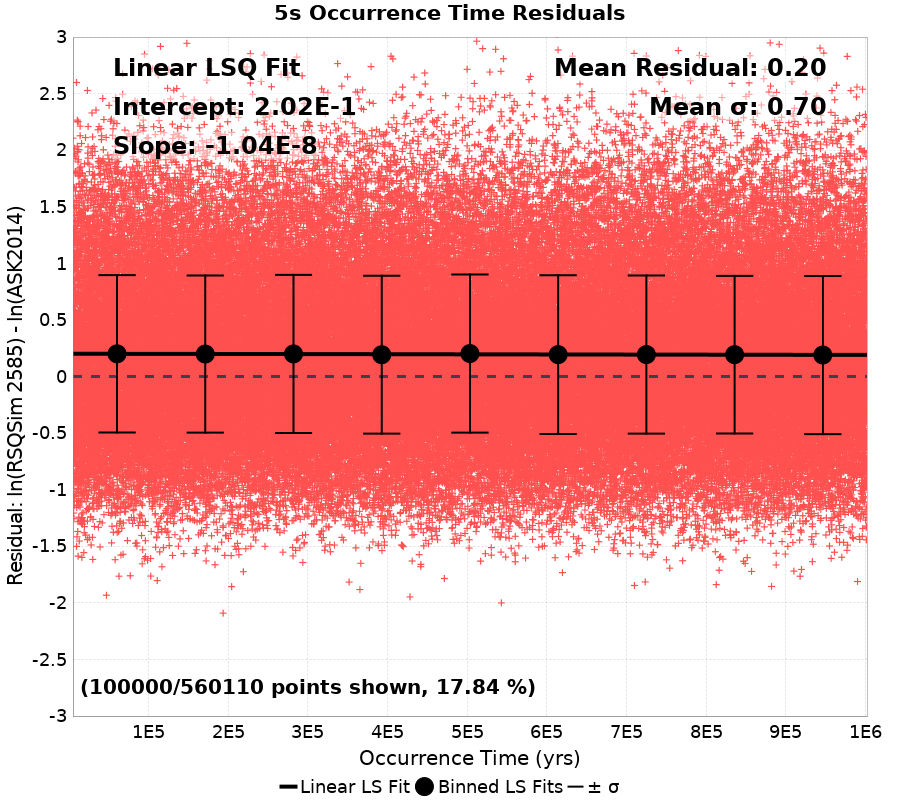 5s Occurrence Time Residuals
Linear LSQ Fit
Intercept: 2.02E-1
Slope: -1.04E-8
Mean Residual: 0.20
Mean σ: 0.70
Residual: ln(RSQSim 2585) - ln(ASK2014)
3
2.5
2
1.5
1
0.5
0
-0.5
-1
-1.5
-2
-2.5
-3
(100000/560110 points shown, 17.84 %)
1E5 2E5 3E5 4E5 5E5 6E5 7E5 8E5 9E5 1E6
Occurrence Time (yrs)
Linear LS Fit Binned LS Fits ± σ